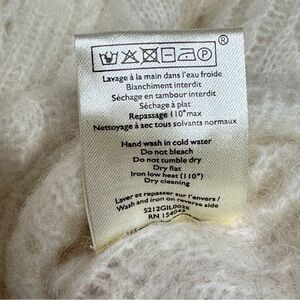 P ®
Lavage à la main dans l'eau froide
Blanchiment interdit
Séchage en tambour interdit
Séchage à plat
Repassage 110° max
Nettoyage à sec tous solvants normaux
Hand wash in cold water
Do not bleach
Do not tumble dry
Dry flat
Iron low heat (110°)
Dry cleaning
Laver et repasser sur l'envers /
Wash and iron on reverse side
S212GIL0028
RN 154045